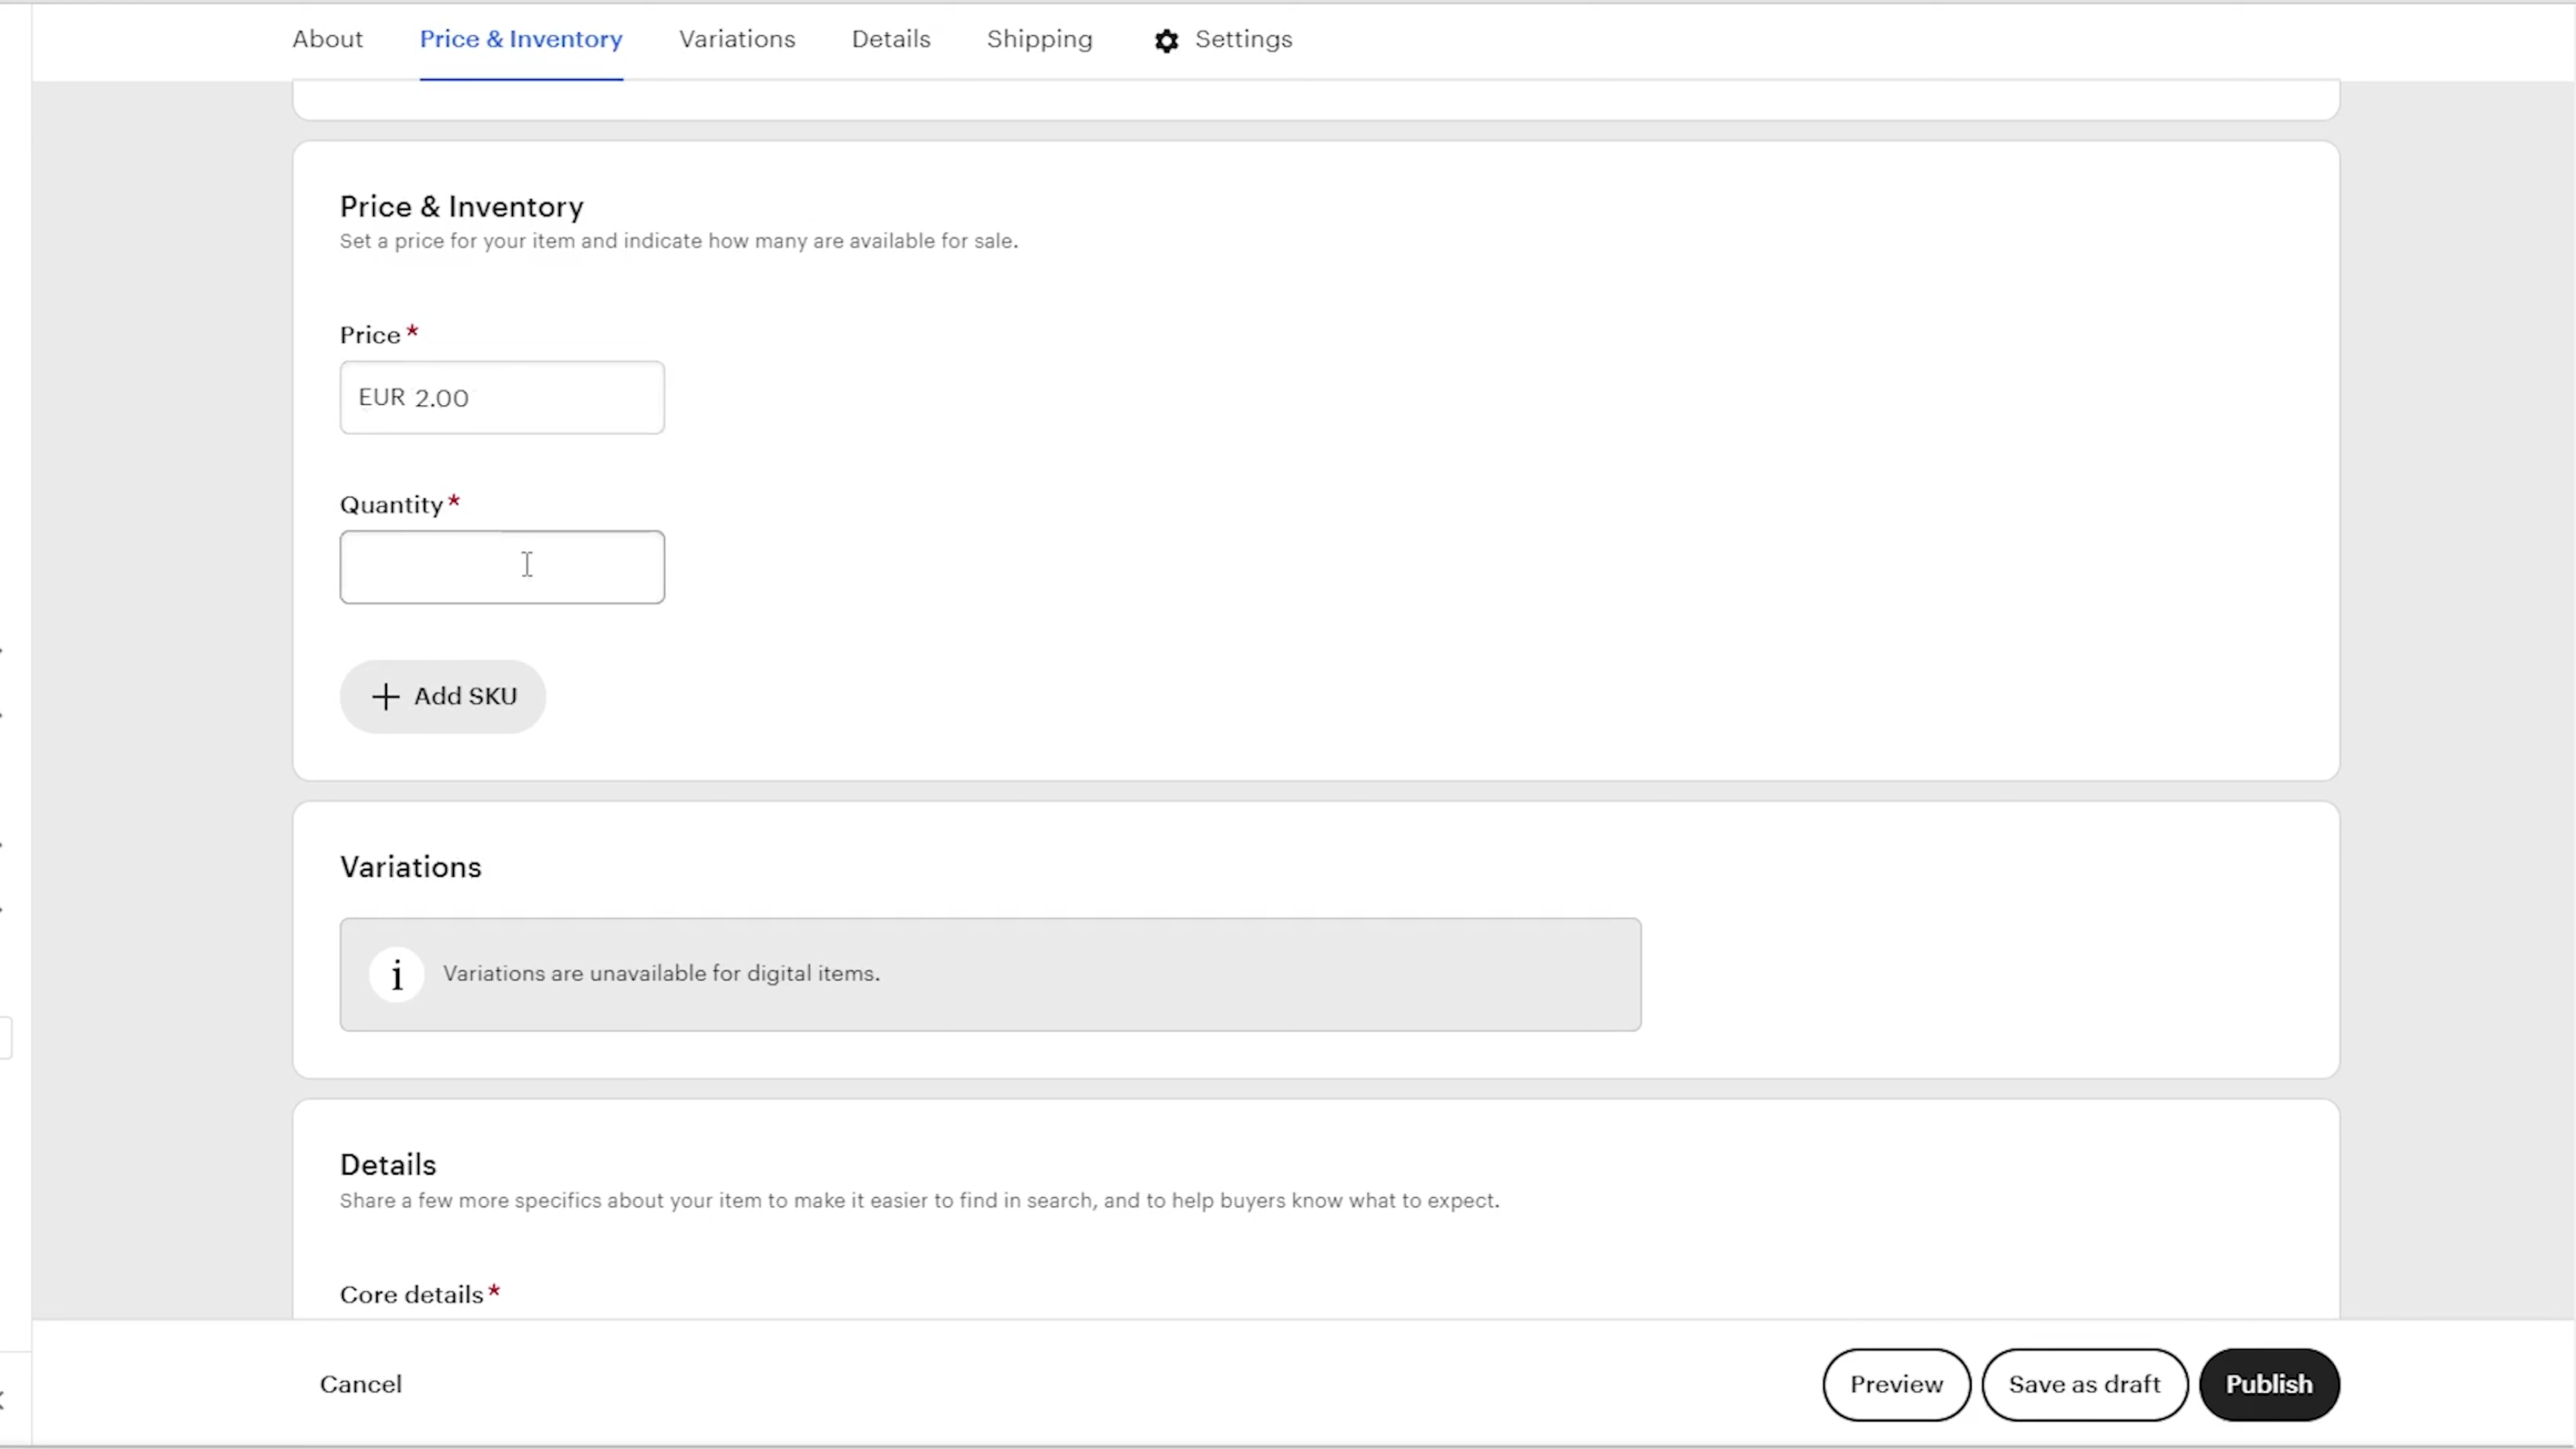 About Price & Inventory Variations Details Shipping Settings
Price & Inventory
Set a price for your item and indicate how many are available for sale.
Price *
EUR 2.00
Quantity *
+ Add SKU
Variations
i Variations are unavailable for digital items.
Details
Share a few more specifics about your item to make it easier to find in search, and to help buyers know what to expect.
Core details *
Cancel Preview Save as draft Publish